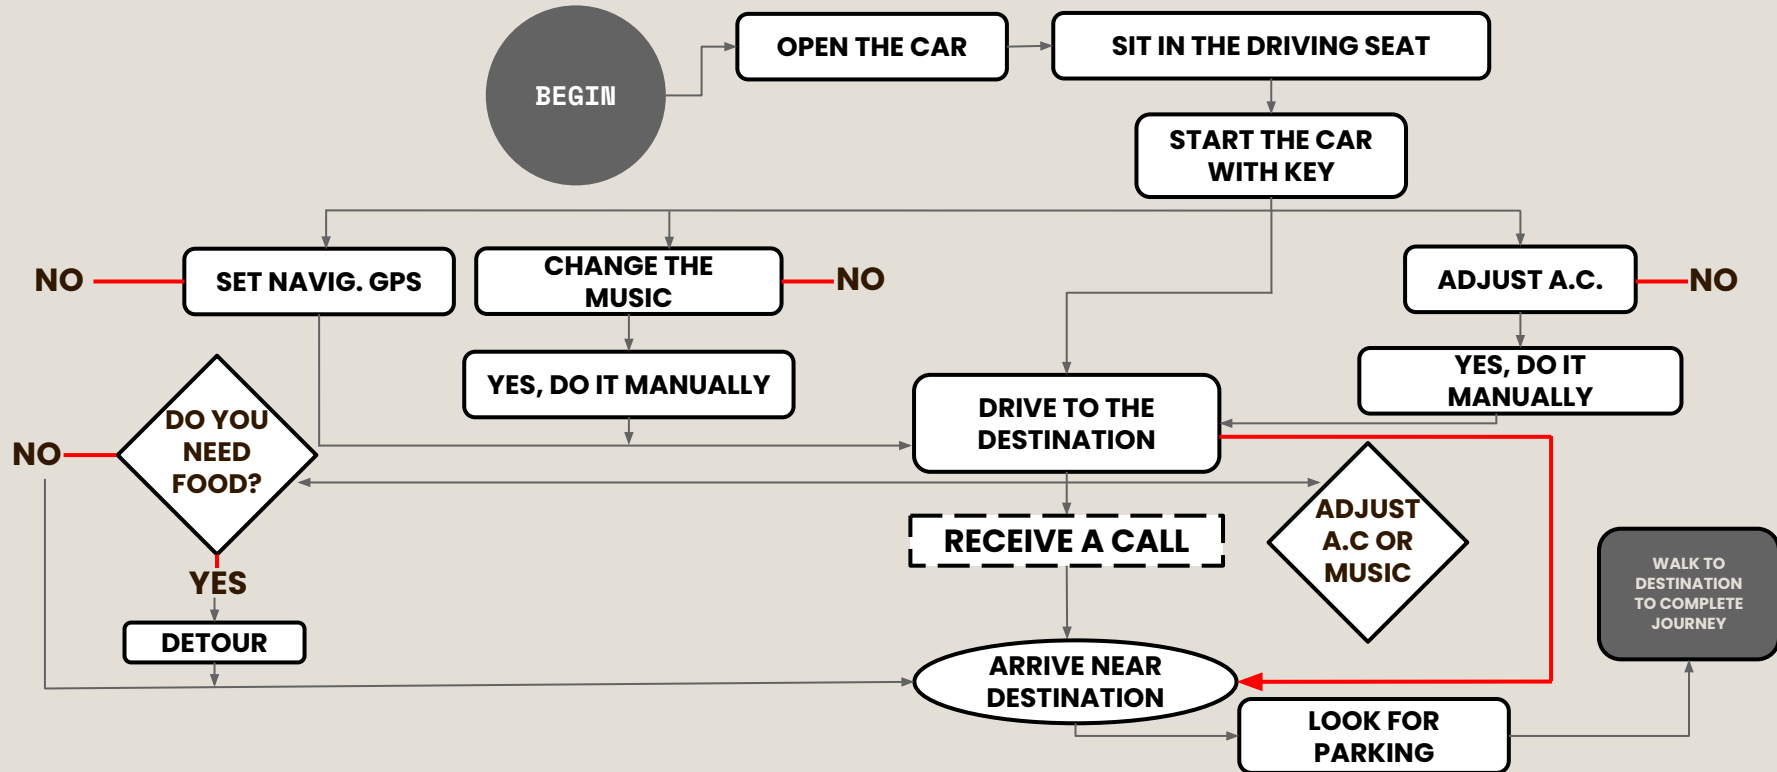 BEGIN
OPEN THE CAR
SIT IN THE DRIVING SEAT
START THE CAR
WITH KEY
NO
SET NAVIG. GPS
CHANGE THE
MUSIC
NO
ADJUST A.C.
NO
YES, DO IT MANUALLY
YES, DO IT
MANUALLY
DRIVE TO THE
DESTINATION
DO YOU
NEED
FOOD?
NO
YES
DETOUR
RECEIVE A CALL
ADJUST
A.C OR
MUSIC
ARRIVE NEAR
DESTINATION
LOOK FOR
PARKING
WALK TO
DESTINATION
TO COMPLETE
JOURNEY